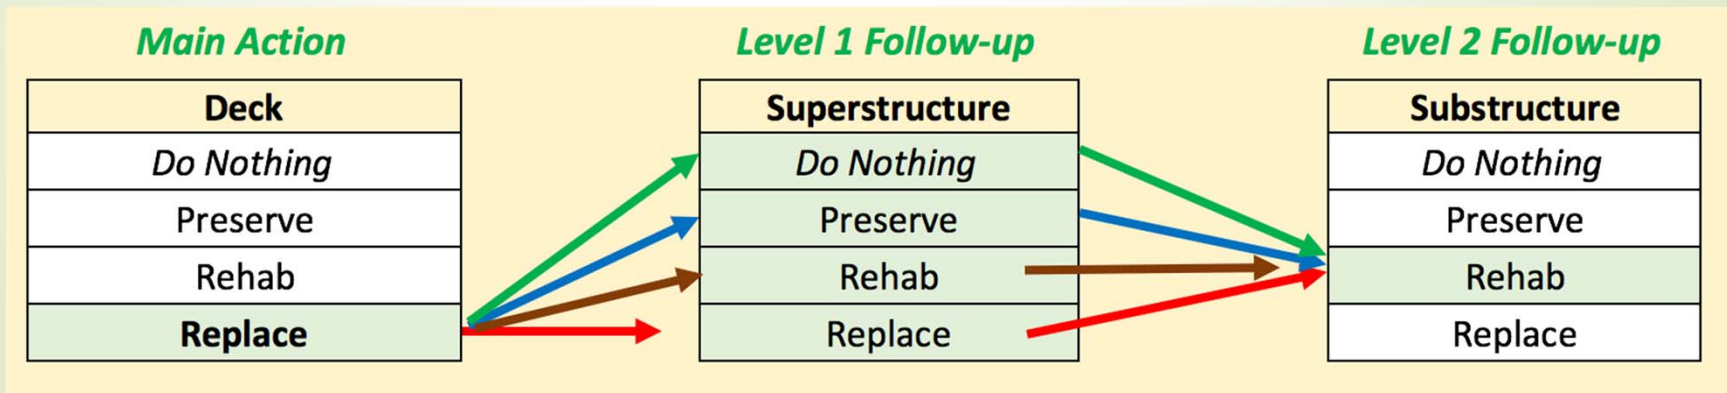 Main Action
Level 1 Follow-up
Level 2 Follow-up
Deck
Do Nothing
Preserve
Rehab
Replace
Superstructure
Do Nothing
Preserve
Rehab
Replace
Substructure
Do Nothing
Preserve
Rehab
Replace